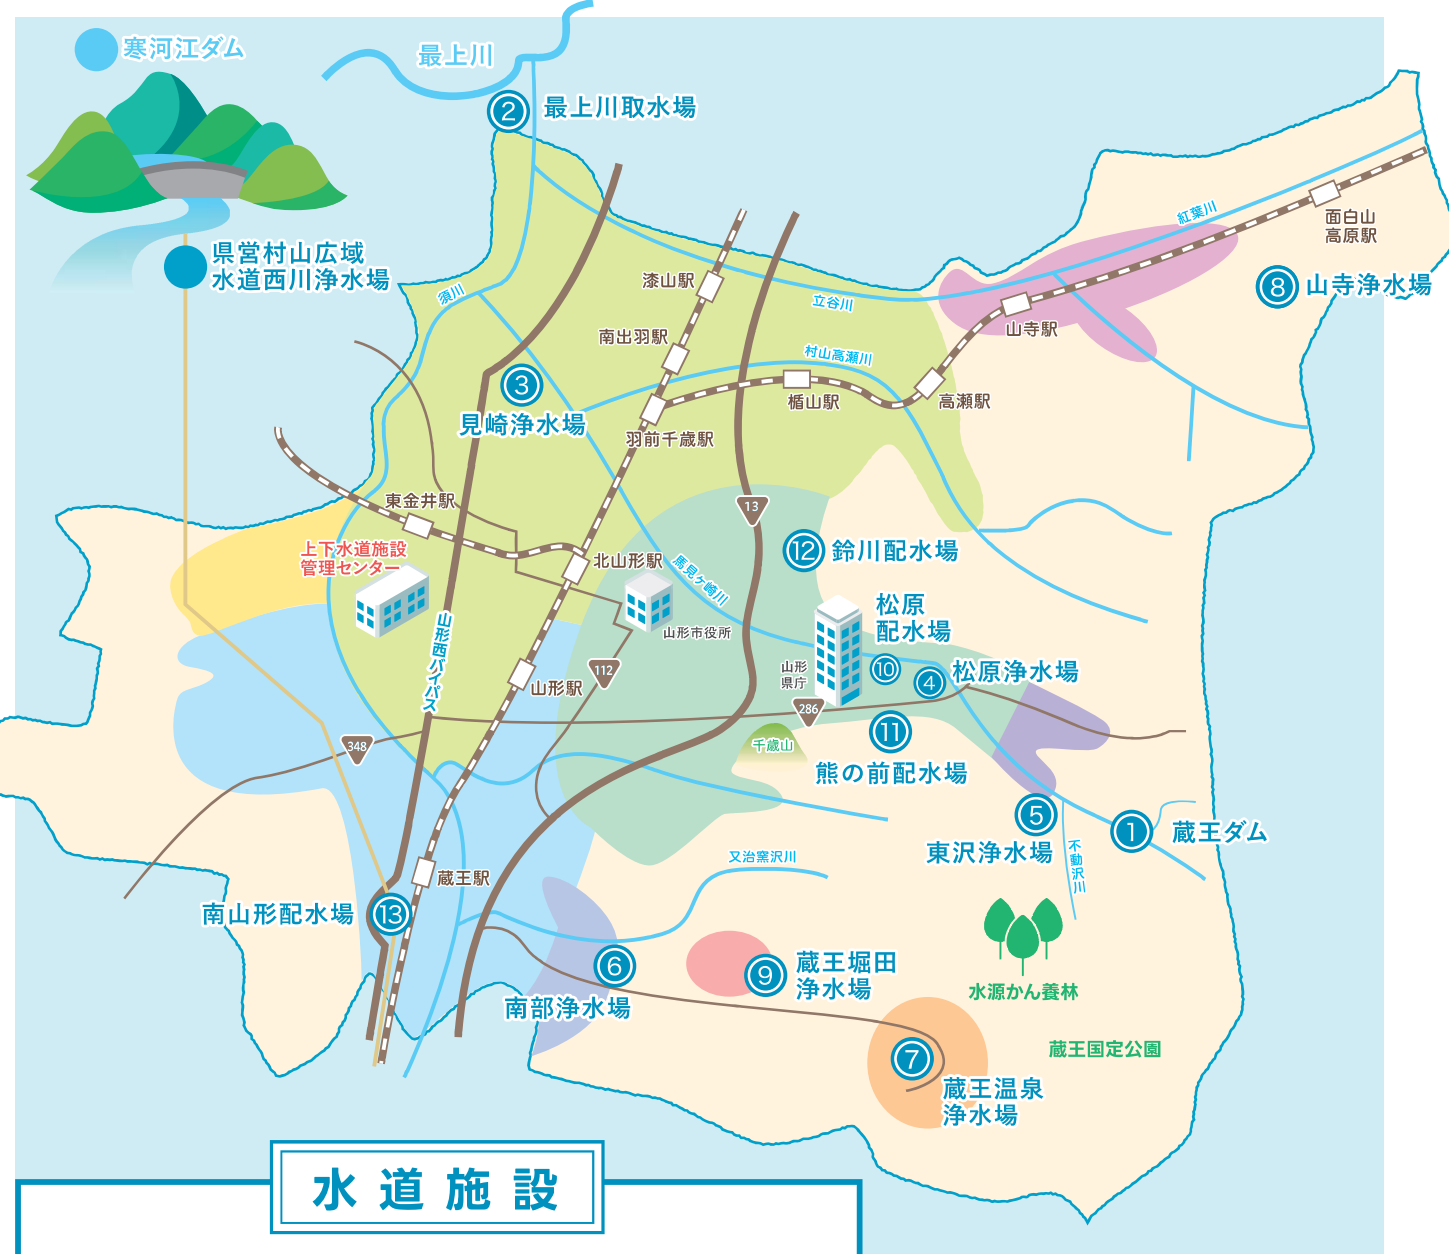 寒河江ダム
最上川
②
最上川取水場
県営村山広域
水道西川浄水場
紅葉川
面白山
高原駅
⑧
山寺浄水場
須川
漆山駅
立谷川
山寺駅
南出羽駅
村山高瀬川
③
見崎浄水場
楯山駅
高瀬駅
羽前千歳駅
東金井駅
13
上下水道施設
管理センター
北山形駅
馬見ヶ崎川
⑫
鈴川配水場
山形市役所
松原
配水場
山形西バイパス
山形駅
112
山形
県庁
⑩
④
松原浄水場
286
348
千歳山
⑪
熊の前配水場
⑤
東沢浄水場
①
蔵王ダム
不動沢川
又治窯沢川
蔵王駅
南山形配水場
⑬
⑥
南部浄水場
⑨
蔵王堀田
浄水場
水源かん養林
蔵王国定公園
⑦
蔵王温泉
浄水場
水道施設